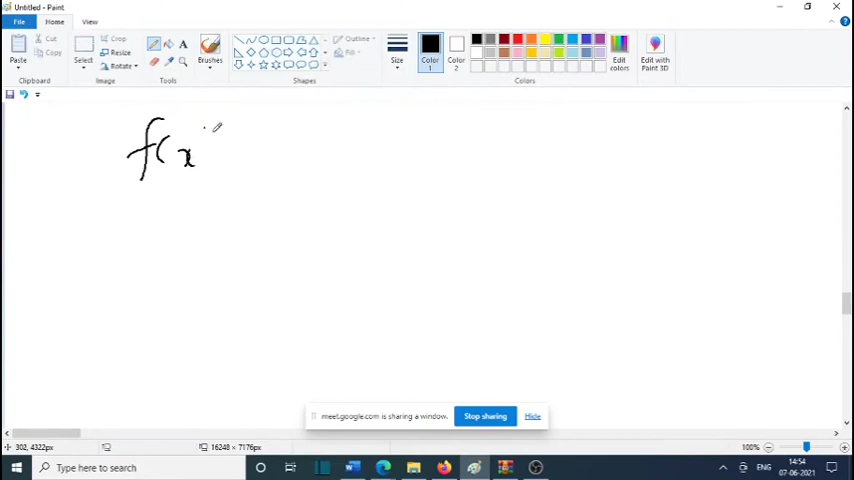 Untitled - Paint
File Home View
Paste
Cut
Copy
Clipboard
Select
Crop
Resize
Rotate
Image
A
Tools
Brushes
Outline
Fill
Shapes
Size
Color 1
Color 2
Edit colors
Edit with Paint 3D
Colors
f(x
meet.google.com is sharing a window. Stop sharing Hide
302, 4322px 16248 × 7176px 100%
Type here to search ENG 14:54 07-06-2021